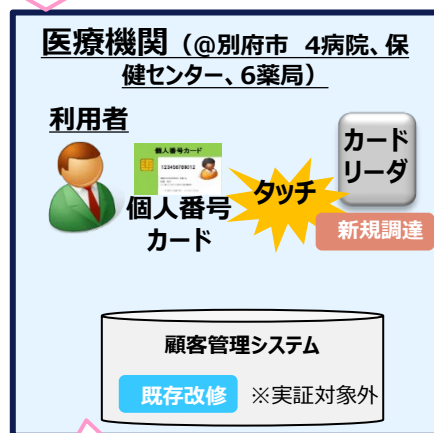 医療機関（@別府市 4病院、保
健センター、6薬局）
利用者
個人番号カード
123456789012
個人番号
カード
タッチ
カード
リーダ
新規調達
顧客管理システム
既存改修 ※実証対象外